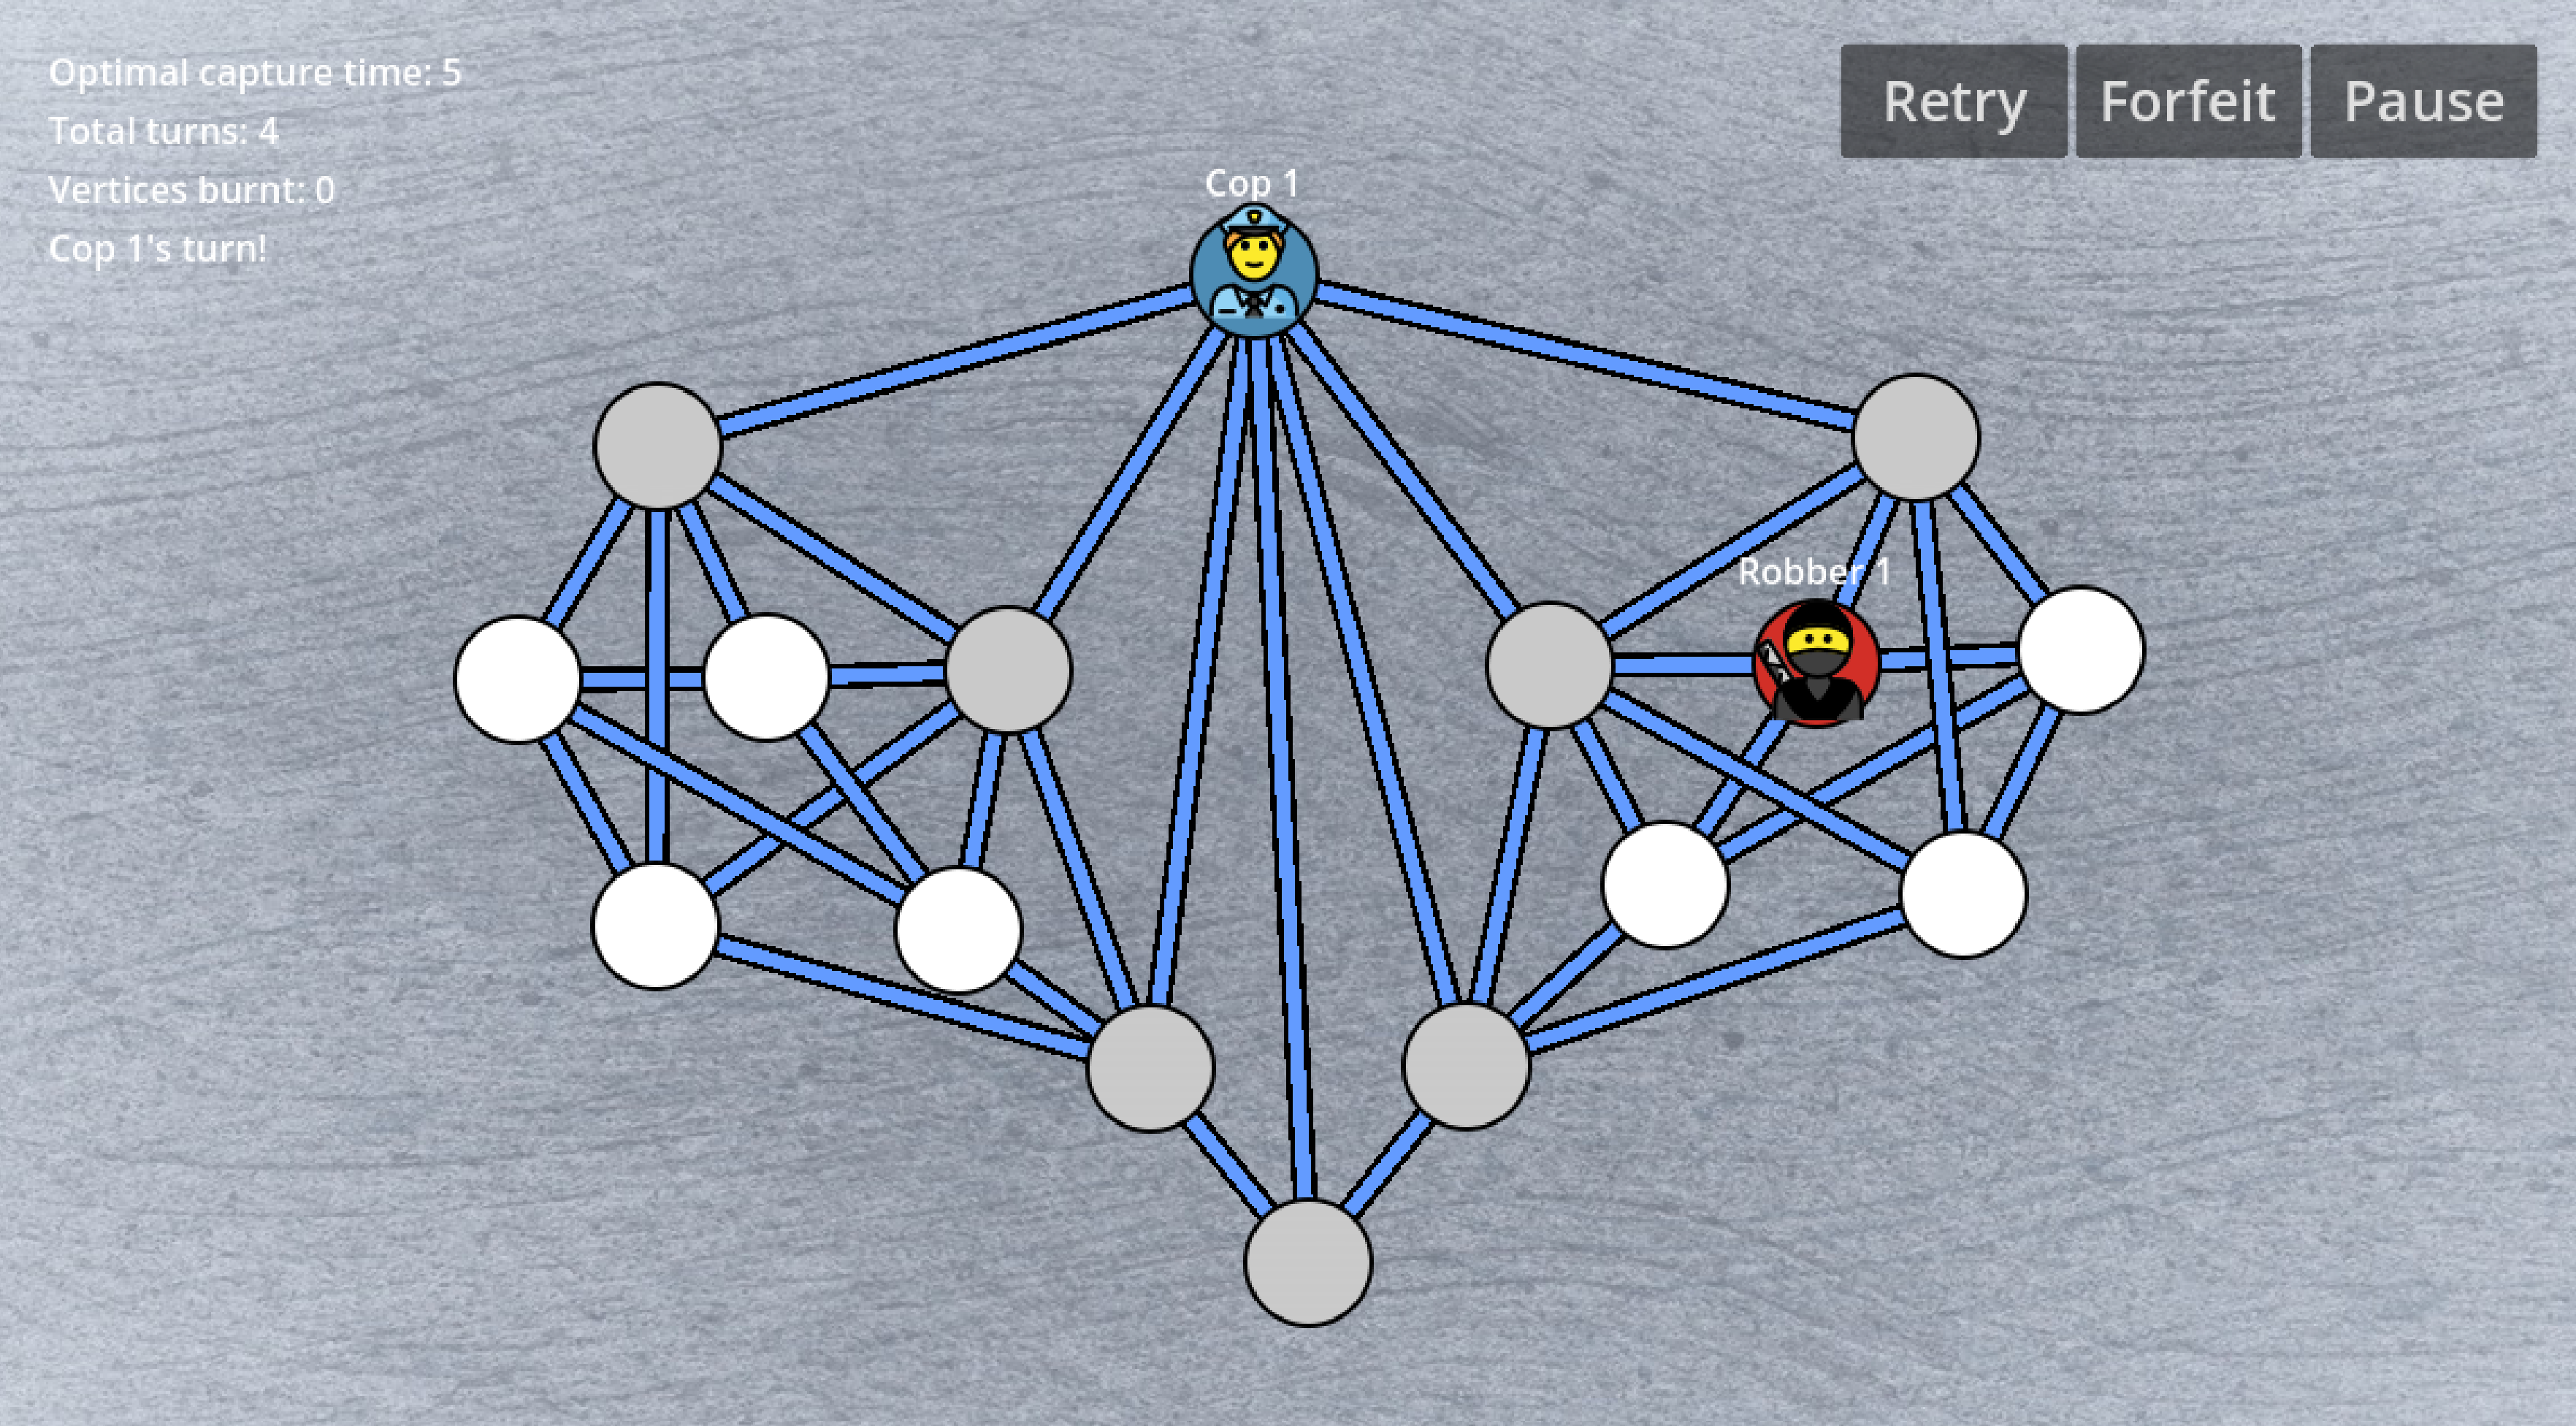 Optimal capture time: 5
Total turns: 4
Vertices burnt: 0
Cop 1's turn!
Retry
Forfeit
Pause
Cop 1
Robber 1